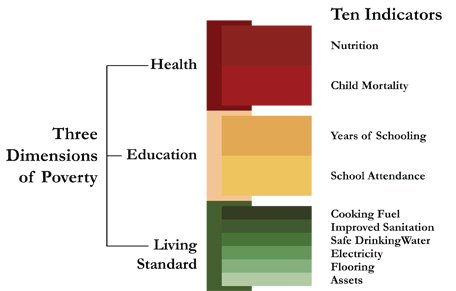 Ten Indicators
Three
Dimensions
of Poverty
Health
Nutrition
Child Mortality
Education
Years of Schooling
School Attendance
Living
Standard
Cooking Fuel
Improved Sanitation
Safe DrinkingWater
Electricity
Flooring
Assets